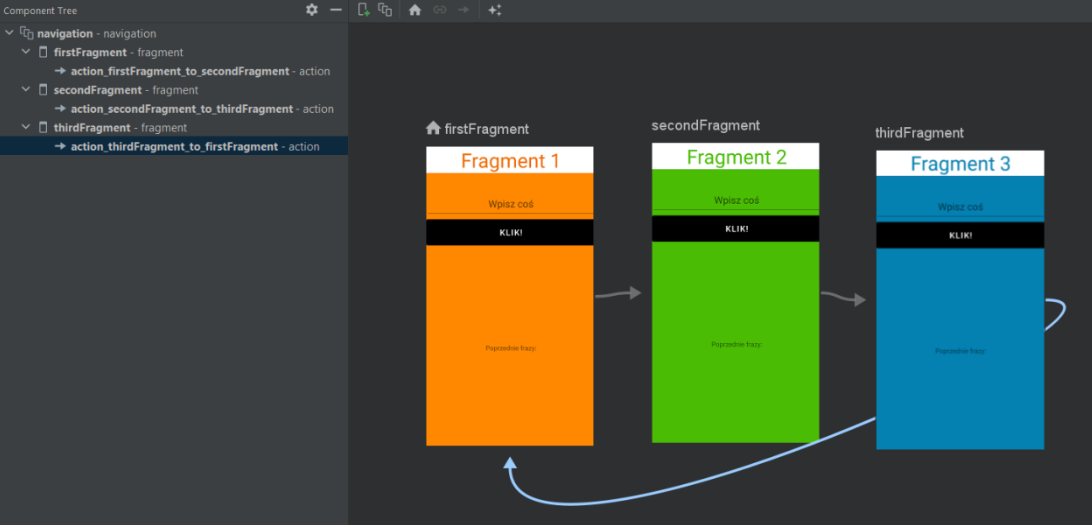 Component Tree
navigation - navigation
firstFragment - fragment
action_firstFragment_to_secondFragment - action
secondFragment - fragment
action_secondFragment_to_thirdFragment - action
thirdFragment - fragment
action_thirdFragment_to_firstFragment - action
firstFragment
Fragment 1
Wpisz coś
KLIK!
Poprzednie frazy:
secondFragment
Fragment 2
Wpisz coś
KLIK!
Poprzednie frazy:
thirdFragment
Fragment 3
Wpisz coś
KLIK!
Poprzednie frazy: